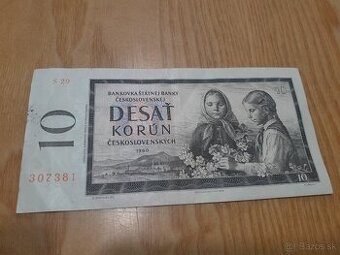 S 29
BANKOVKA ŠTÁTNEJ BANKY
ČESKOSLOVENSKEJ
DESAŤ
KORÚN
ČESKOSLOVENSKÝCH
1960
10
307381
10